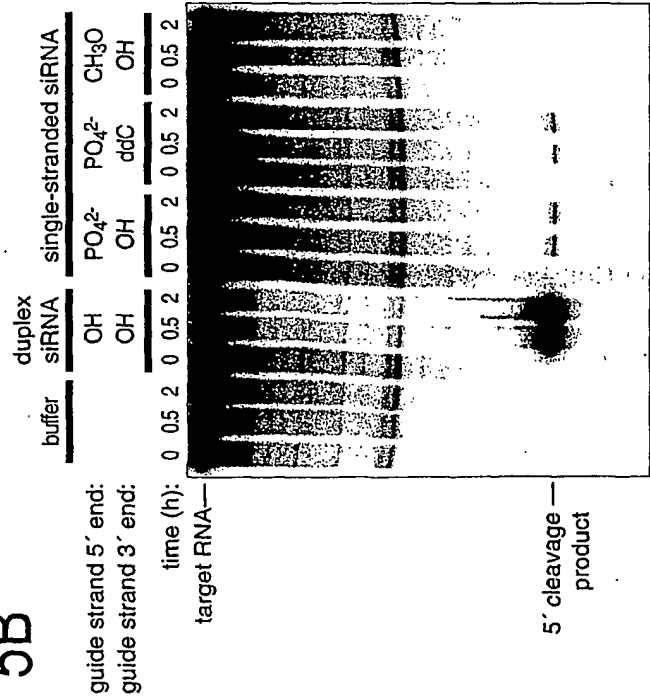 5B
buffer duplex siRNA single-stranded siRNA
guide strand 5′ end: OH PO₄²⁻ PO₄²⁻ CH₃O
guide strand 3′ end: OH OH ddC OH
time (h): 0 0.5 2 0 0.5 2 0 0.5 2 0 0.5 2 0 0.5 2
target RNA
5′ cleavage product